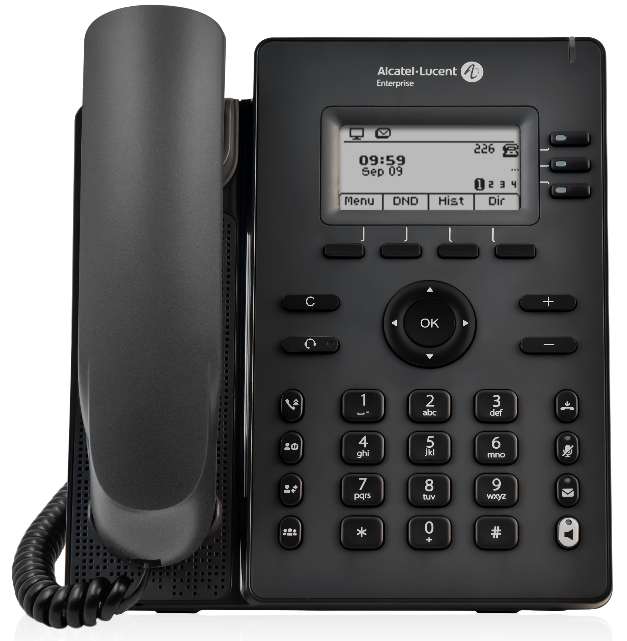 Alcatel·Lucent
Enterprise
226
09:59
Sep 09
...
1 2 3 4
Menu DND Hist Dir
C
+
OK
−
1
2
abc
3
def
4
ghi
5
jkl
6
mno
7
pqrs
8
tuv
9
wxyz
*
0
+
#